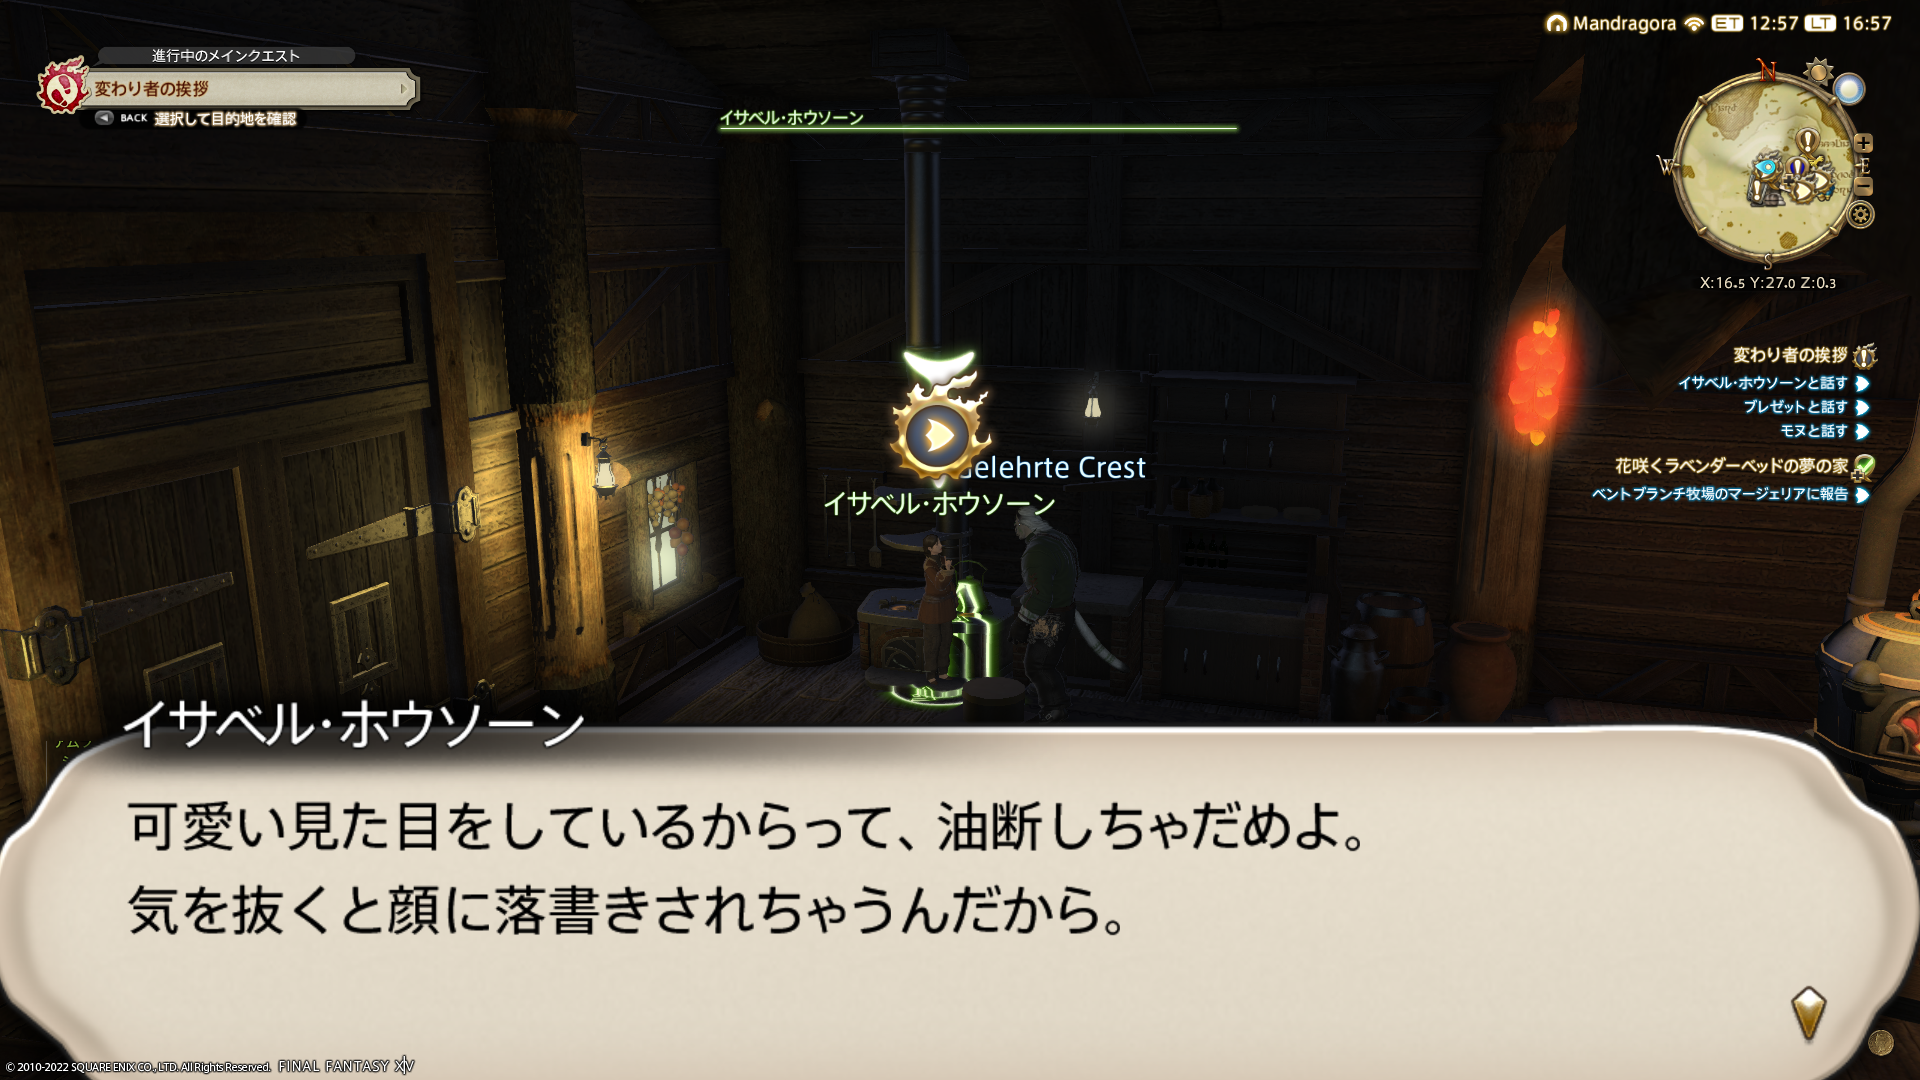 進行中のメインクエスト
変わり者の挨拶
BACK 選択して目的地を確認
イサベル・ホウソーン
Mandragora ET 12:57 LT 16:57
N
W
E
S
X:16.5 Y:27.0 Z:0.3
変わり者の挨拶
イサベル・ホウソーンと話す
ブレゼットと話す
モヌと話す
花咲くラベンダーベッドの夢の家
ベントブランチ牧場のマージェリアに報告
elehrte Crest
イサベル・ホウソーン
イサベル・ホウソーン
可愛い見た目をしているからって、油断しちゃだめよ。
気を抜くと顔に落書きされちゃうんだから。
© 2010-2022 SQUARE ENIX CO., LTD. All Rights Reserved. FINAL FANTASY XIV